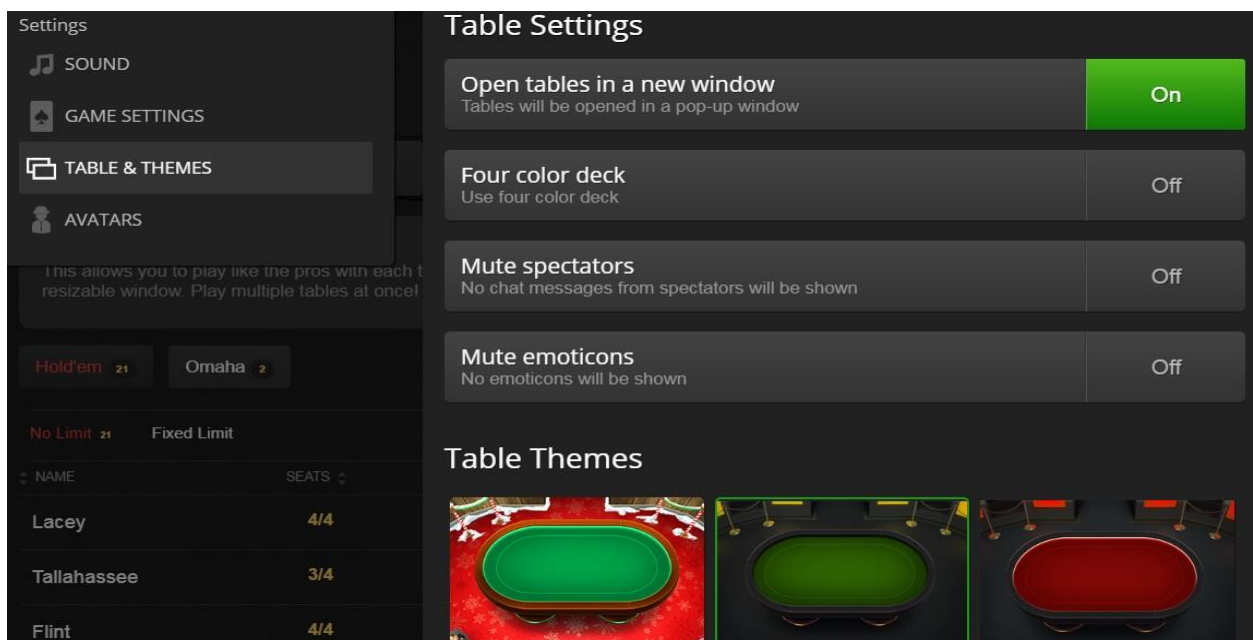 Settings
SOUND
GAME SETTINGS
TABLE & THEMES
AVATARS
This allows you to play like the pros with each t
resizable window. Play multiple tables at once!
Hold'em 21
Omaha 2
No Limit 21
Fixed Limit
NAME
SEATS
Lacey
4/4
Tallahassee
3/4
Flint
4/4
Table Settings
Open tables in a new window
Tables will be opened in a pop-up window
On
Four color deck
Use four color deck
Off
Mute spectators
No chat messages from spectators will be shown
Off
Mute emoticons
No emoticons will be shown
Off
Table Themes